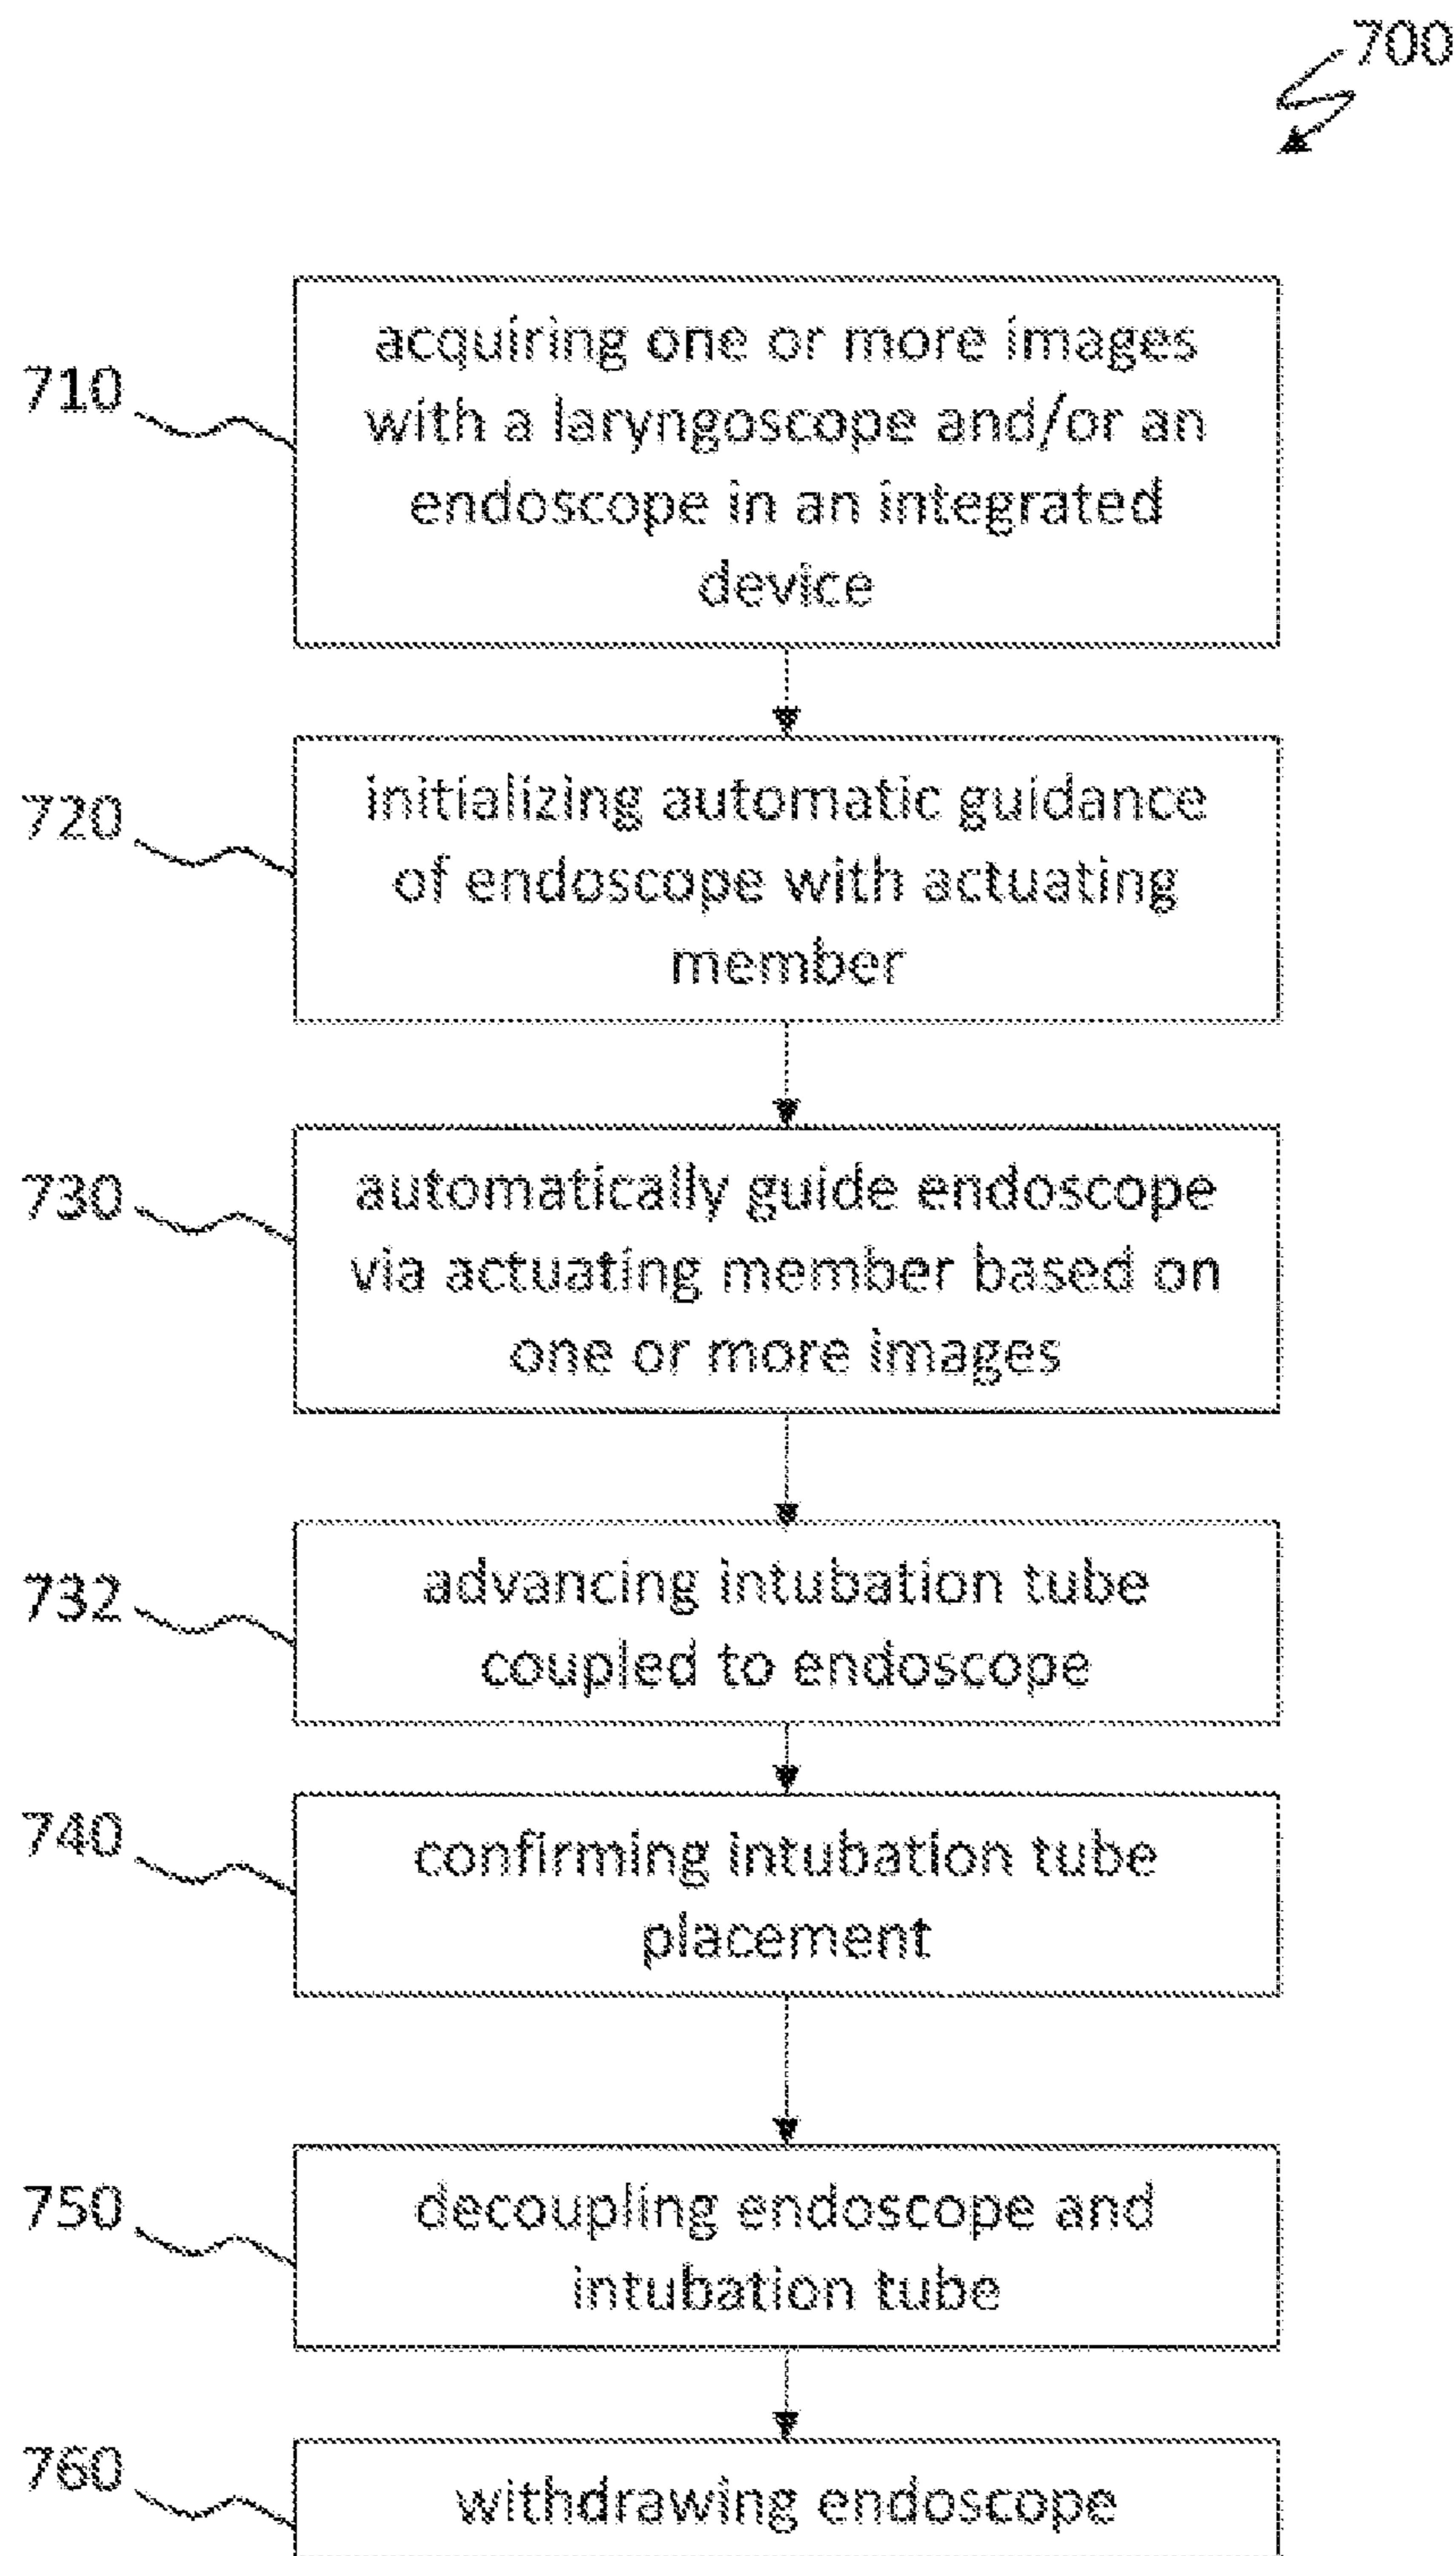 700
710
acquiring one or more images
with a laryngoscope and/or an
endoscope in an integrated
device
720
initializing automatic guidance
of endoscope with actuating
member
730
automatically guide endoscope
via actuating member based on
one or more images
732
advancing intubation tube
coupled to endoscope
740
confirming intubation tube
placement
750
decoupling endoscope and
intubation tube
760
withdrawing endoscope